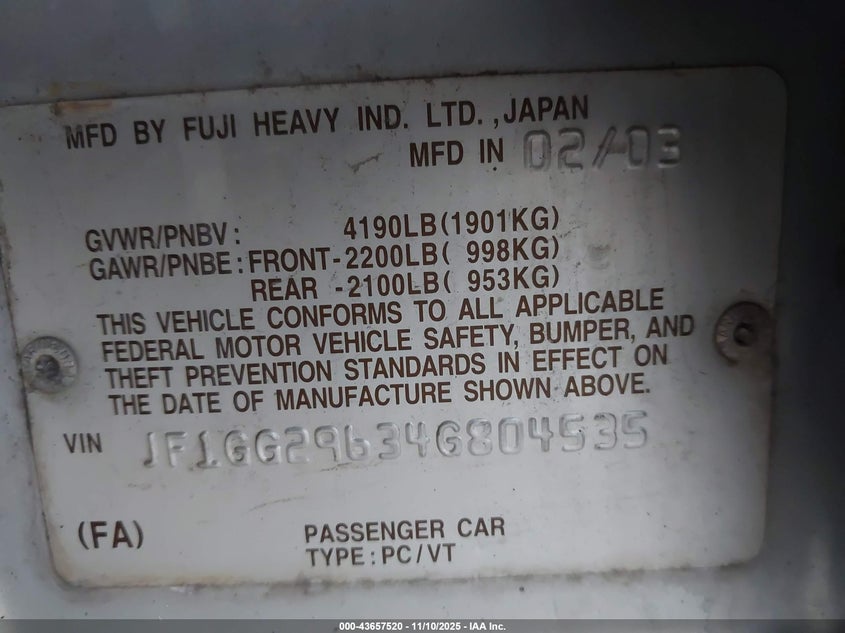 MFD BY FUJI HEAVY IND. LTD., JAPAN
MFD IN 02/03
GVWR/PNBV: 4190LB(1901KG)
GAWR/PNBE: FRONT-2200LB( 998KG)
REAR -2100LB( 953KG)
THIS VEHICLE CONFORMS TO ALL APPLICABLE
FEDERAL MOTOR VEHICLE SAFETY, BUMPER, AND
THEFT PREVENTION STANDARDS IN EFFECT ON
THE DATE OF MANUFACTURE SHOWN ABOVE.
VIN JF1GG29634G804535
(FA) PASSENGER CAR
TYPE: PC/VT
000-43657520 — 11/10/2025 — IAA Inc.